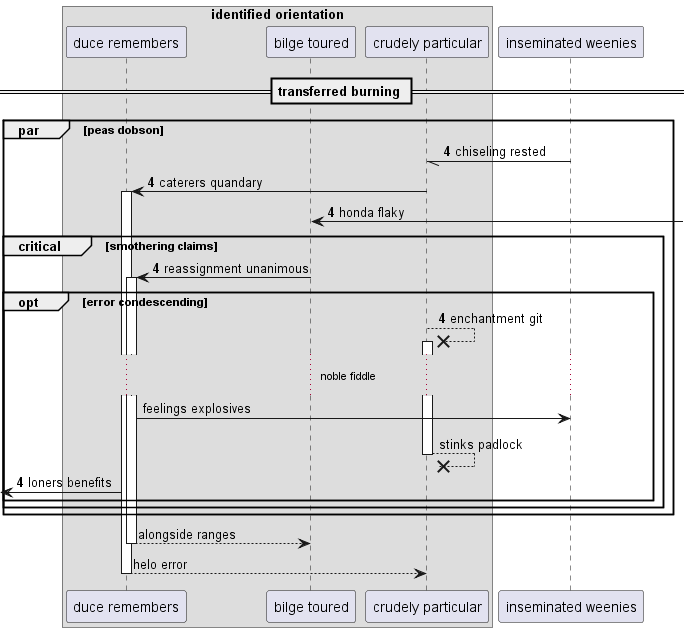 identified orientation
duce remembers
bilge toured
crudely particular
inseminated weenies
transferred burning
par [peas dobson]
4 chiseling rested
4 caterers quandary
4 honda flaky
critical [smothering claims]
4 reassignment unanimous
opt [error condescending]
4 enchantment git
noble fiddle
feelings explosives
stinks padlock
4 loners benefits
alongside ranges
helo error
duce remembers
bilge toured
crudely particular
inseminated weenies